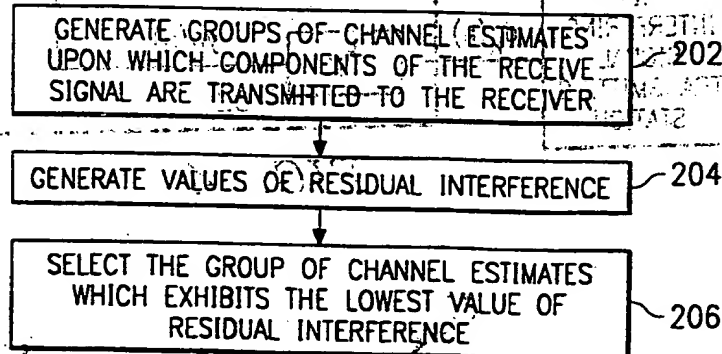 GENERATE GROUPS OF CHANNEL ESTIMATES
UPON WHICH COMPONENTS OF THE RECEIVE
SIGNAL ARE TRANSMITTED TO THE RECEIVER
202
GENERATE VALUES OF RESIDUAL INTERFERENCE
204
SELECT THE GROUP OF CHANNEL ESTIMATES
WHICH EXHIBITS THE LOWEST VALUE OF
RESIDUAL INTERFERENCE
206